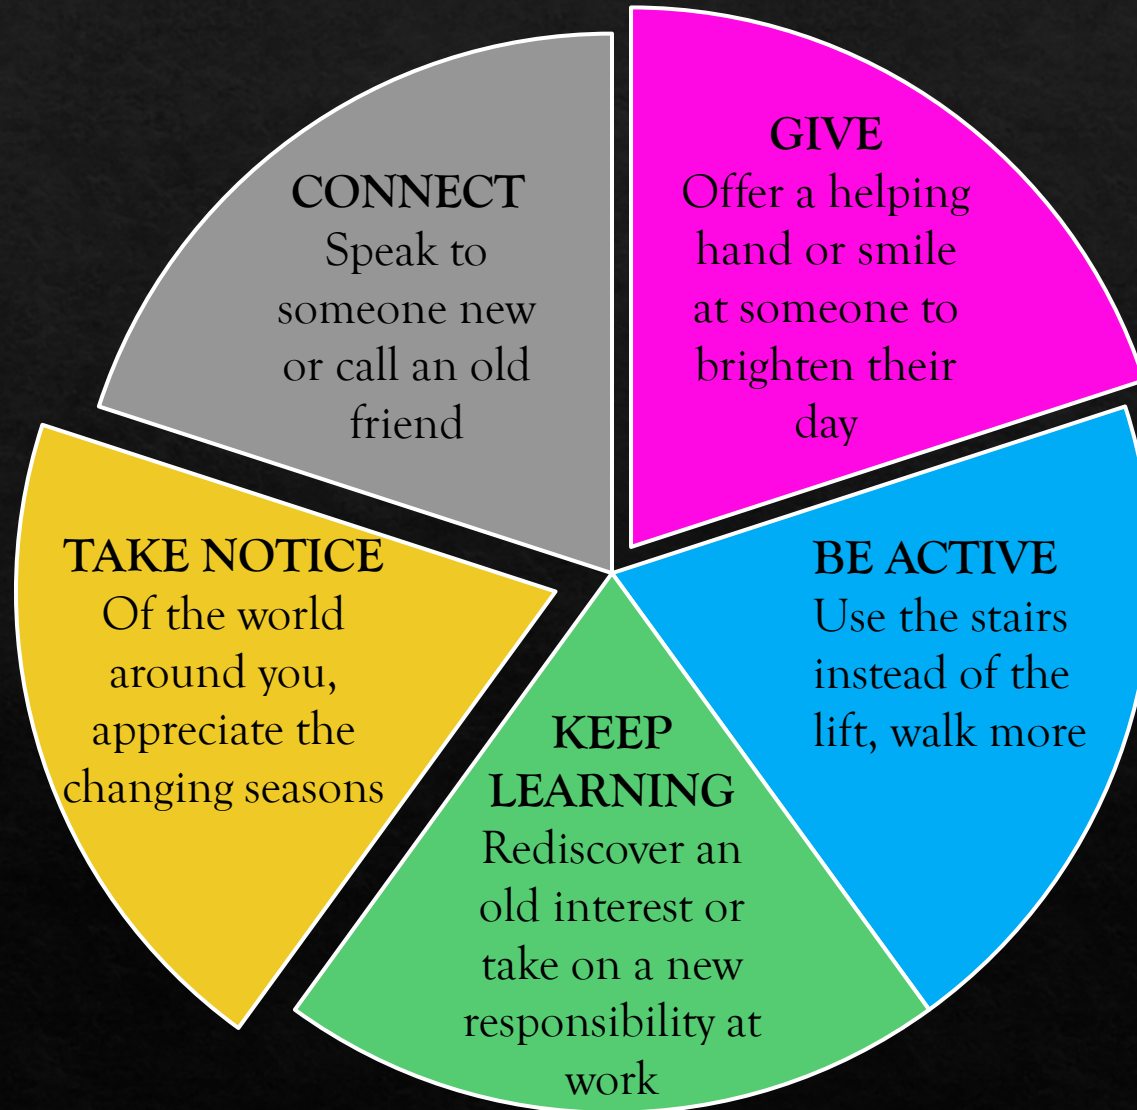 GIVE
Offer a helping
hand or smile
at someone to
brighten their
day
BE ACTIVE
Use the stairs
instead of the
lift, walk more
KEEP
LEARNING
Rediscover an
old interest or
take on a new
responsibility at
work
TAKE NOTICE
Of the world
around you,
appreciate the
changing seasons
CONNECT
Speak to
someone new
or call an old
friend